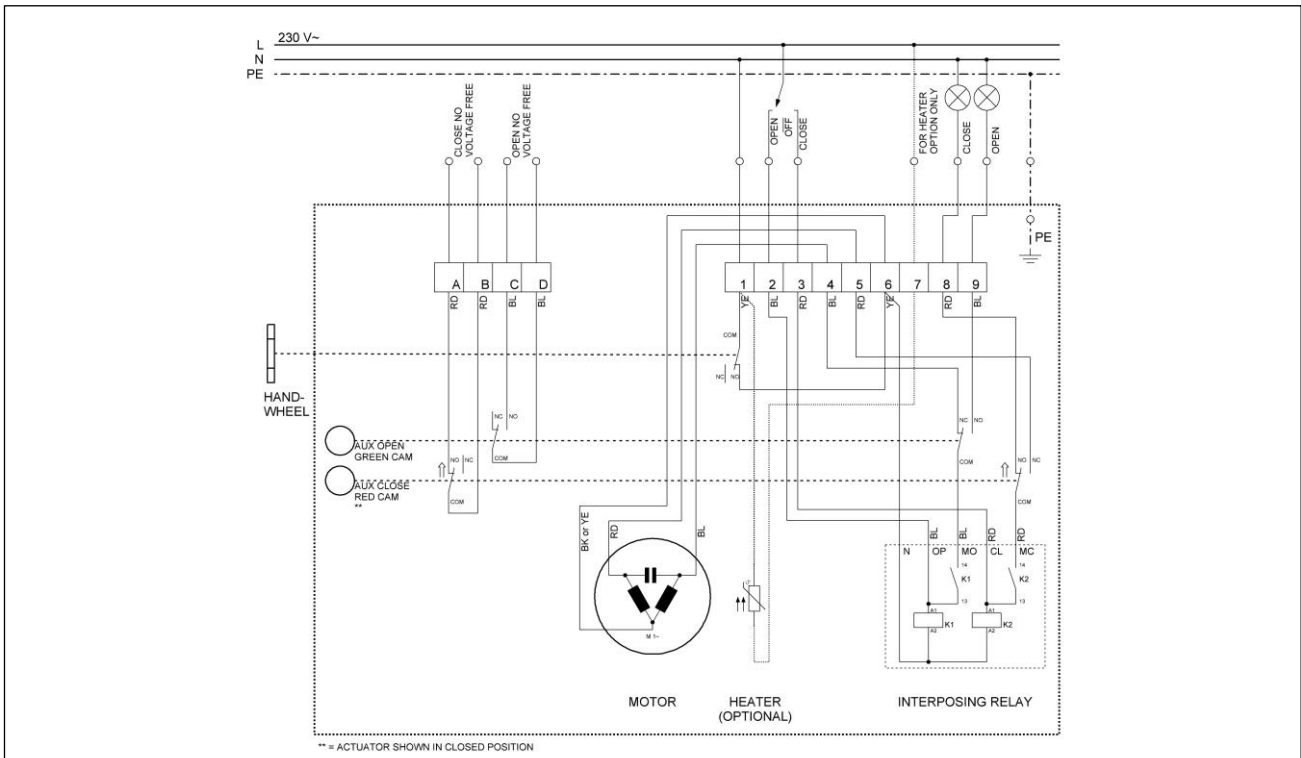 230 V~
L
N
PE
CLOSE NO
VOLTAGE FREE
OPEN NO
VOLTAGE FREE
OPEN
OFF
CLOSE
FOR HEATER
OPTION ONLY
CLOSE
OPEN
PE
A B C D
1 2 3 4 5 6 7 8 9
RD RD BL BL
YE BL RD BL RD YE RD BL
COM
NC NO
HAND-
WHEEL
NC NO
COM
AUX OPEN
GREEN CAM
NC NO
COM
NO NC
COM
AUX CLOSE
RED CAM
**
NO NC
COM
BK or YE
RD
BL
BL BL RD RD
N OP MO CL MC
14 14
K1 K2
13 13
A1 A1
K1 K2
A2 A2
M 1~
MOTOR
HEATER
(OPTIONAL)
INTERPOSING RELAY
** = ACTUATOR SHOWN IN CLOSED POSITION